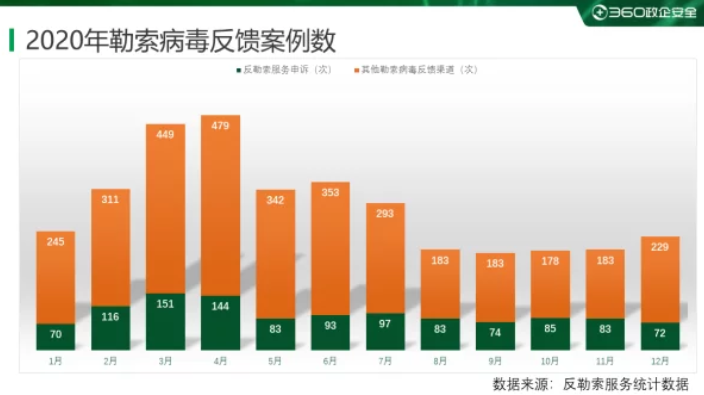 360政企安全
2020年勒索病毒反馈案例数
反勒索服务申诉（次） 其他勒索病毒反馈渠道（次）
245 311 449 479 342 353 293 183 183 178 183 229
70 116 151 144 83 93 97 83 74 85 83 72
1月 2月 3月 4月 5月 6月 7月 8月 9月 10月 11月 12月
数据来源：反勒索服务统计数据